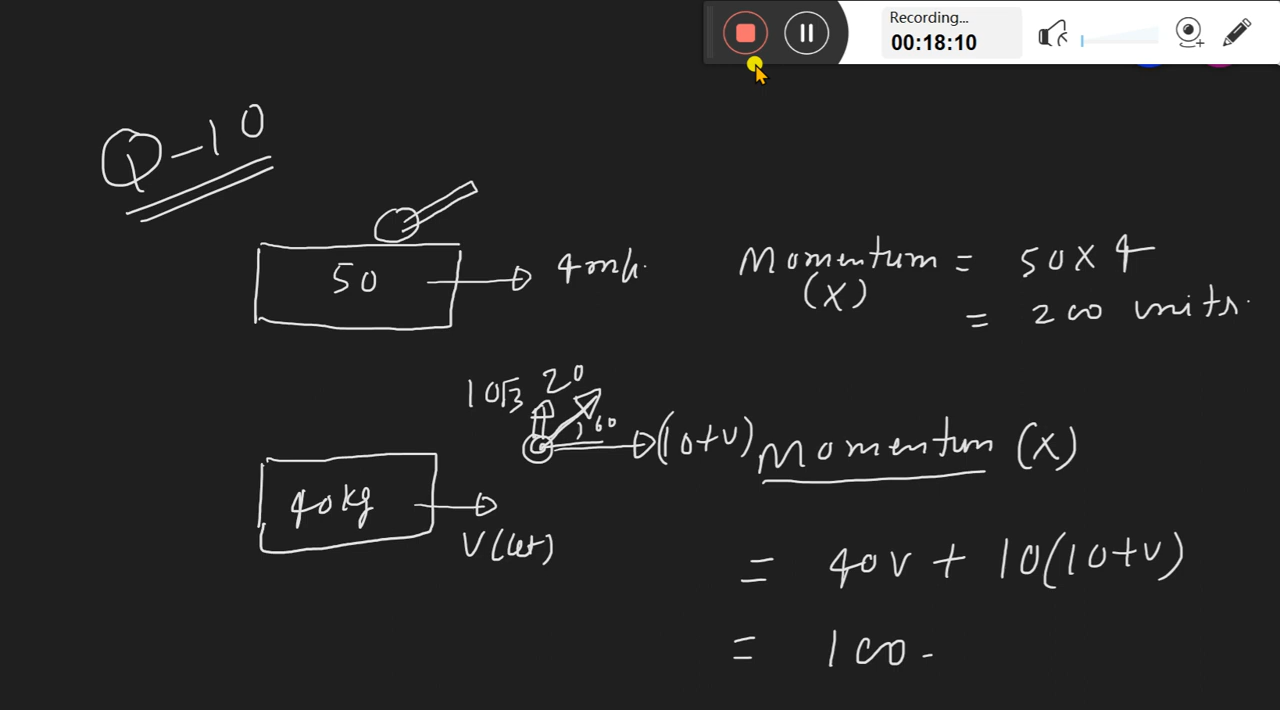 Recording...
00:18:10
Q-10
50
4m/s.
Momentum = 50 x 4
(X)
= 200 units.
10√3
20
60
(10+v)
Momentum (X)
40kg
V (let)
= 40v + 10(10+v)
= 100 -